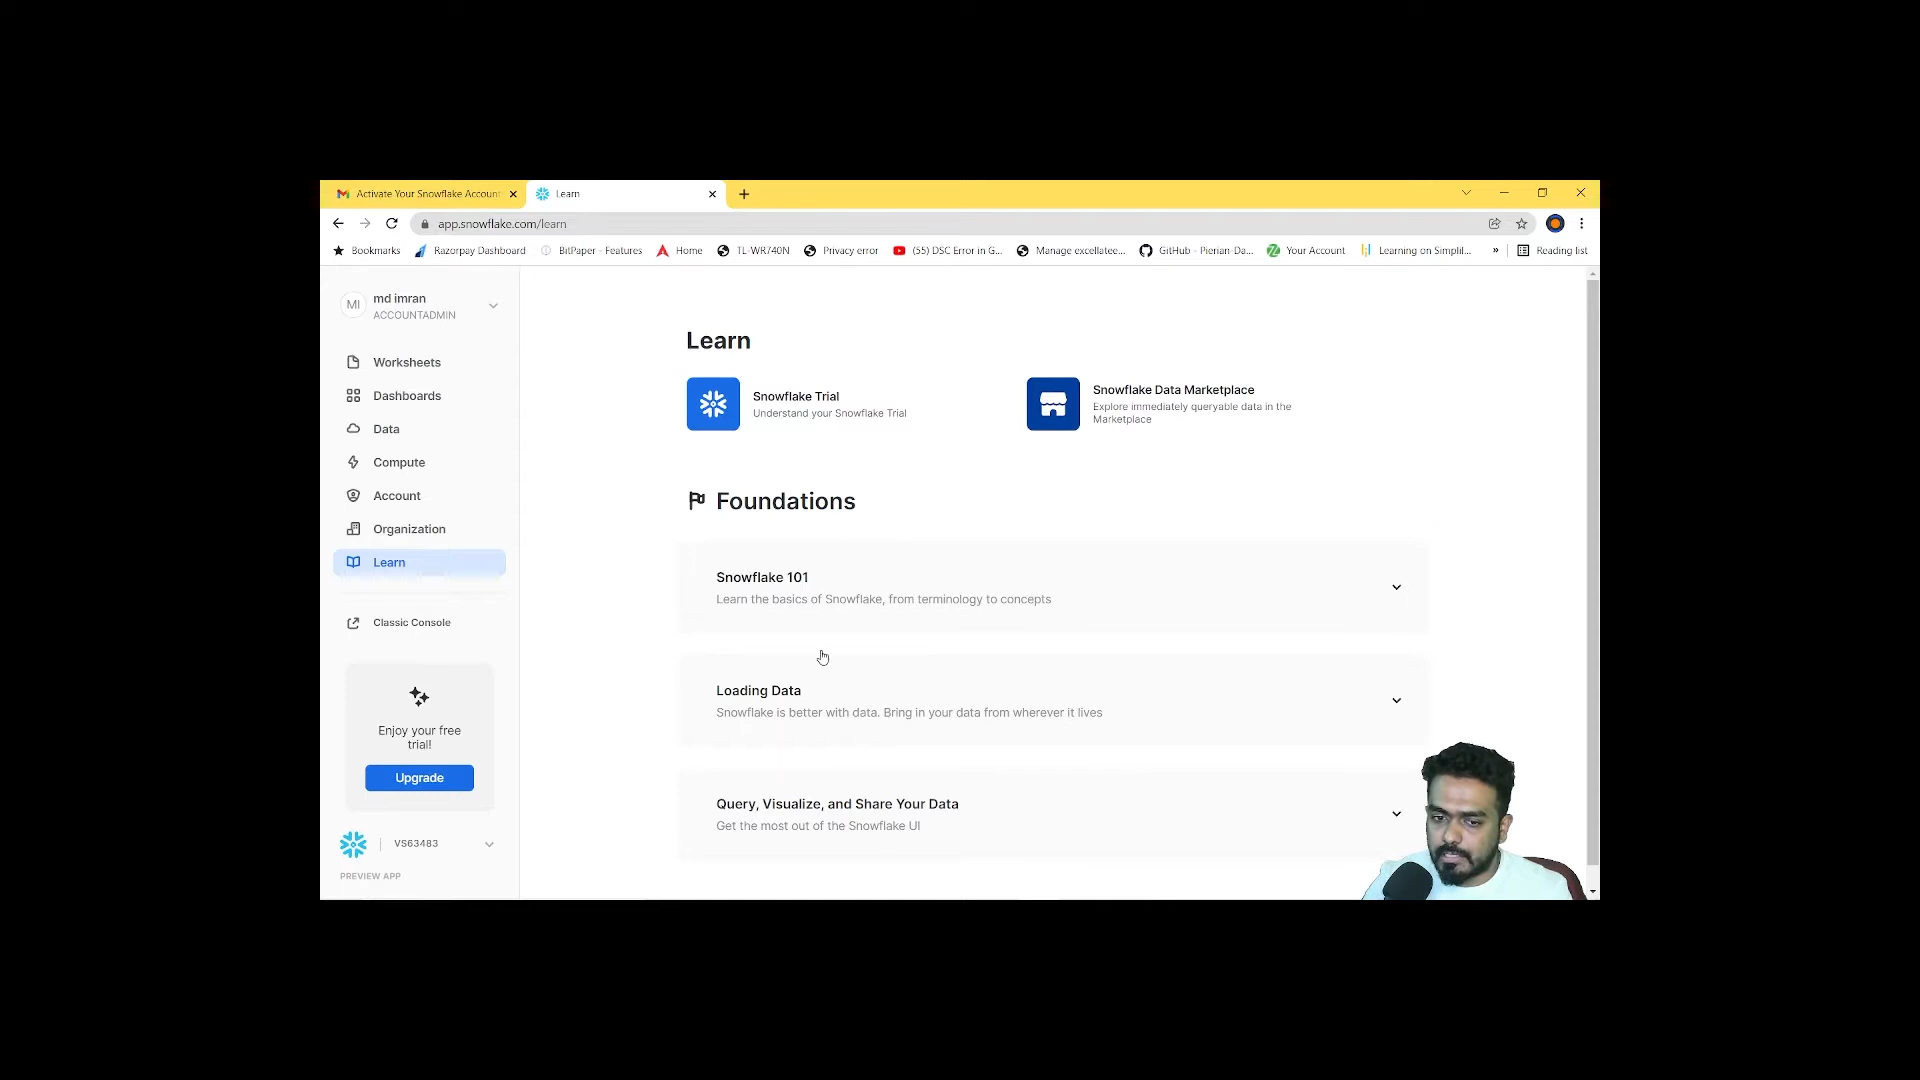 Activate Your Snowflake Account
Learn
app.snowflake.com/learn
Bookmarks
Razorpay Dashboard
BitPaper - Features
Home
TL-WR740N
Privacy error
(55) DSC Error in G...
Manage excellatee...
GitHub - Pierian-Da...
Your Account
Learning on Simplil...
»
Reading list
MI
md imran
ACCOUNTADMIN
Worksheets
Dashboards
Data
Compute
Account
Organization
Learn
Classic Console
Enjoy your free
trial!
Upgrade
VS63483
PREVIEW APP
Learn
Snowflake Trial
Understand your Snowflake Trial
Snowflake Data Marketplace
Explore immediately queryable data in the
Marketplace
Foundations
Snowflake 101
Learn the basics of Snowflake, from terminology to concepts
Loading Data
Snowflake is better with data. Bring in your data from wherever it lives
Query, Visualize, and Share Your Data
Get the most out of the Snowflake UI